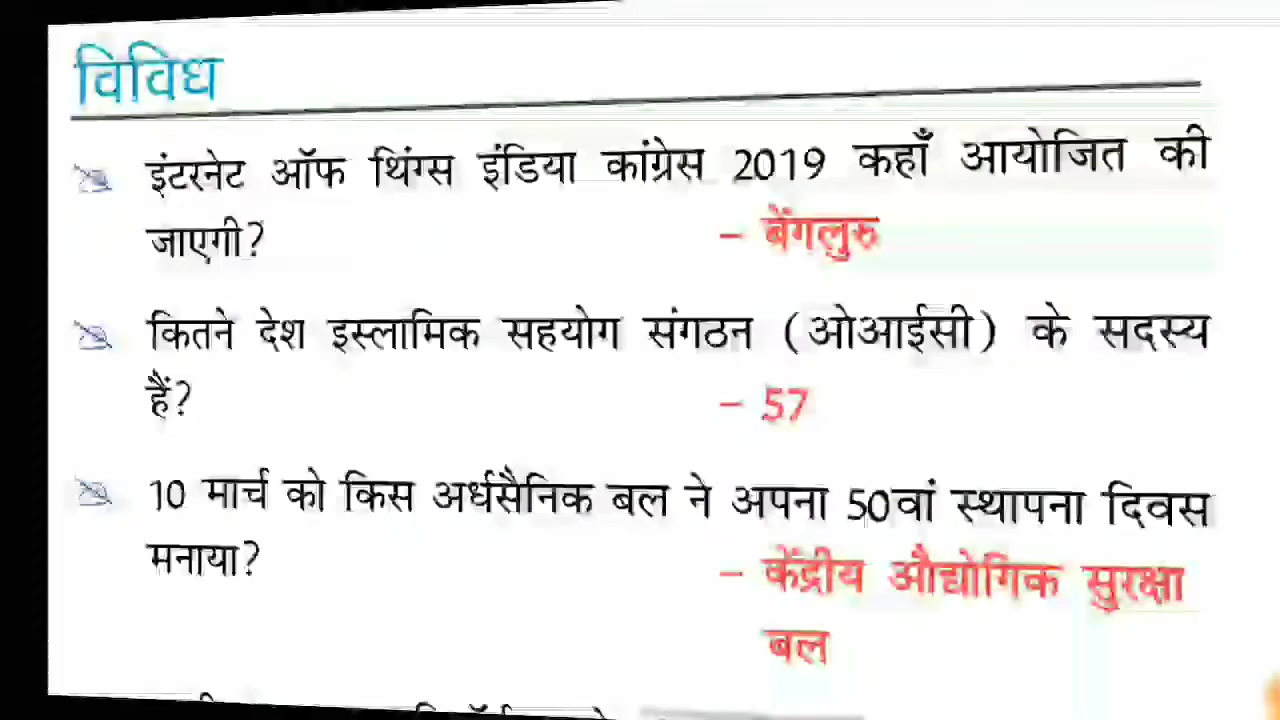 विविध
इंटरनेट ऑफ थिंग्स इंडिया कांग्रेस 2019 कहाँ आयोजित की
जाएगी?
– बेंगलुरु
कितने देश इस्लामिक सहयोग संगठन (ओआईसी) के सदस्य
हैं?
– 57
10 मार्च को किस अर्धसैनिक बल ने अपना 50वां स्थापना दिवस
मनाया?
– केंद्रीय औद्योगिक सुरक्षा
बल